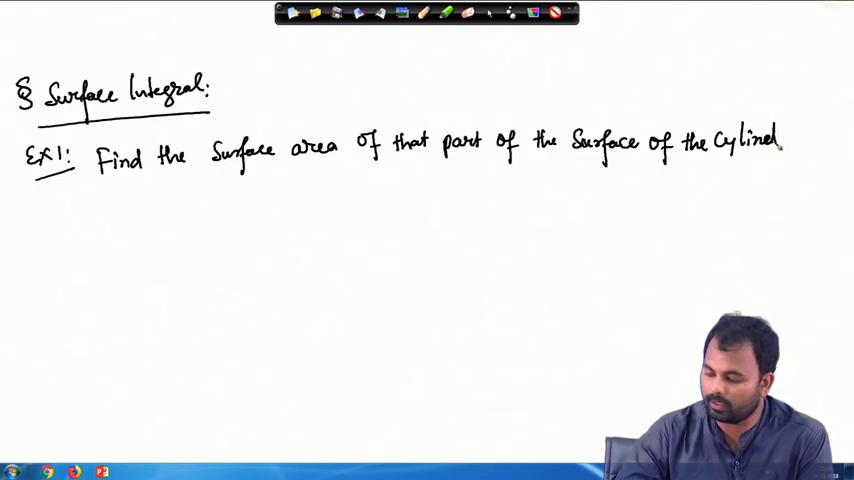 § Surface Integral:
Ex1: Find the Surface area of that part of the Surface of the Cylind